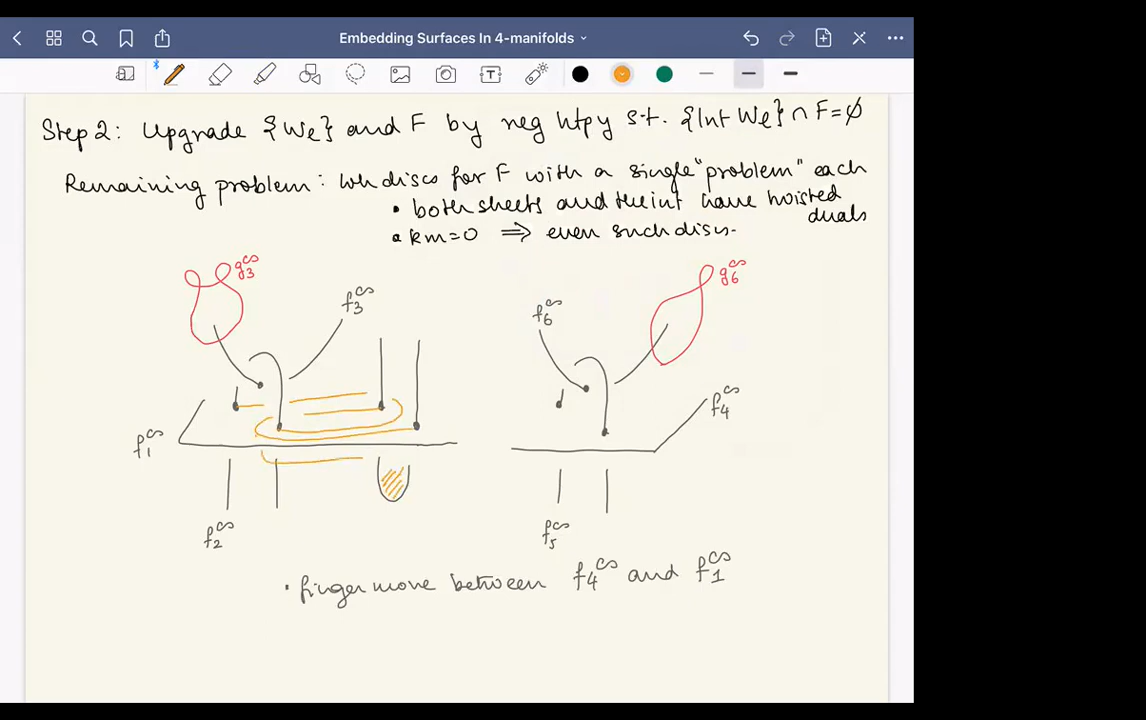 Embedding Surfaces In 4-manifolds
Step 2: Upgrade {We} and F by reg htpy s.t. {Int We} ∩ F = ∅
Remaining problem: Wh discs for F with a single "problem" each
• both sheets and the int have twisted
duals
• km=0 ⇒ even such discs.
g₃^cs
g₆^cs
f₃^cs
f₆^cs
f₄^cs
f₁^cs
f₂^cs
f₅^cs
• finger move between f₄^cs and f₁^cs